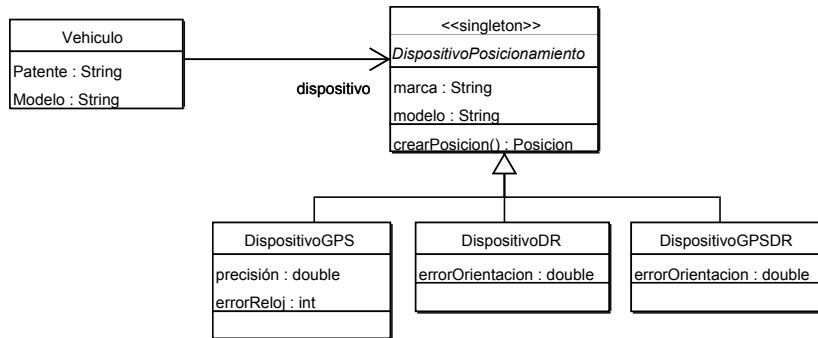 Vehiculo
Patente : String
Modelo : String
dispositivo
<<singleton>>
DispositivoPosicionamiento
marca : String
modelo : String
crearPosicion() : Posicion
DispositivoGPS
precisión : double
errorReloj : int
DispositivoDR
errorOrientacion : double
DispositivoGPSDR
errorOrientacion : double